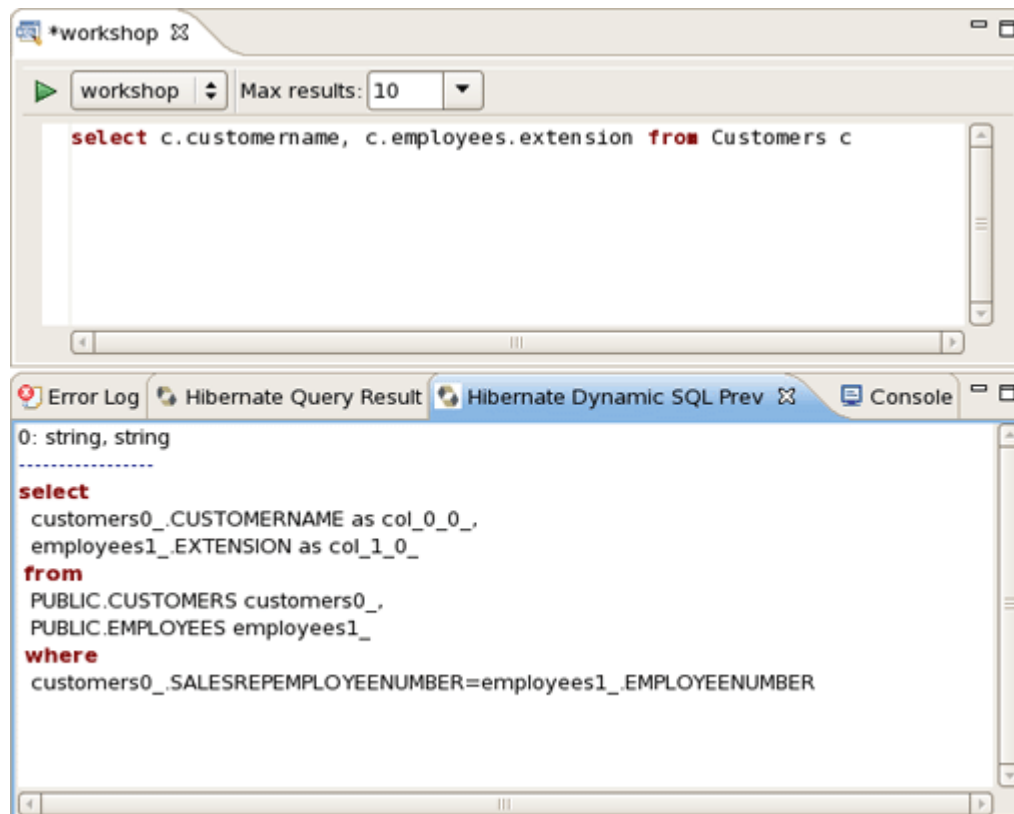 *workshop
workshop Max results: 10
select c.customername, c.employees.extension from Customers c
Error Log Hibernate Query Result Hibernate Dynamic SQL Prev Console
0: string, string
-----------------
select
customers0_.CUSTOMERNAME as col_0_0_,
employees1_.EXTENSION as col_1_0_
from
PUBLIC.CUSTOMERS customers0_,
PUBLIC.EMPLOYEES employees1_
where
customers0_.SALESREPEMPLOYEENUMBER=employees1_.EMPLOYEENUMBER